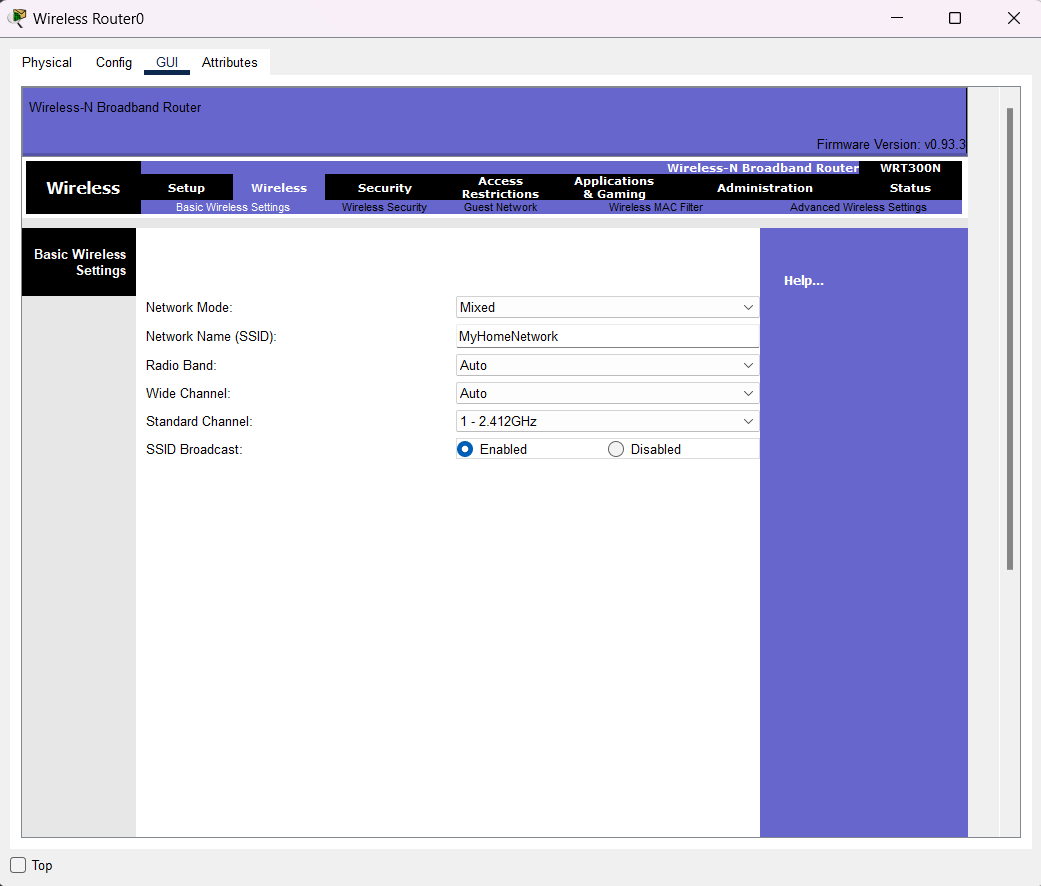 Wireless Router0
Physical Config GUI Attributes
Wireless-N Broadband Router
Firmware Version: v0.93.3
Wireless-N Broadband Router WRT300N
Wireless Setup Wireless Security Access Restrictions Applications & Gaming Administration Status
Basic Wireless Settings Wireless Security Guest Network Wireless MAC Filter Advanced Wireless Settings
Basic Wireless
Settings
Help...
Network Mode: Mixed
Network Name (SSID): MyHomeNetwork
Radio Band: Auto
Wide Channel: Auto
Standard Channel: 1 - 2.412GHz
SSID Broadcast: Enabled Disabled
Top